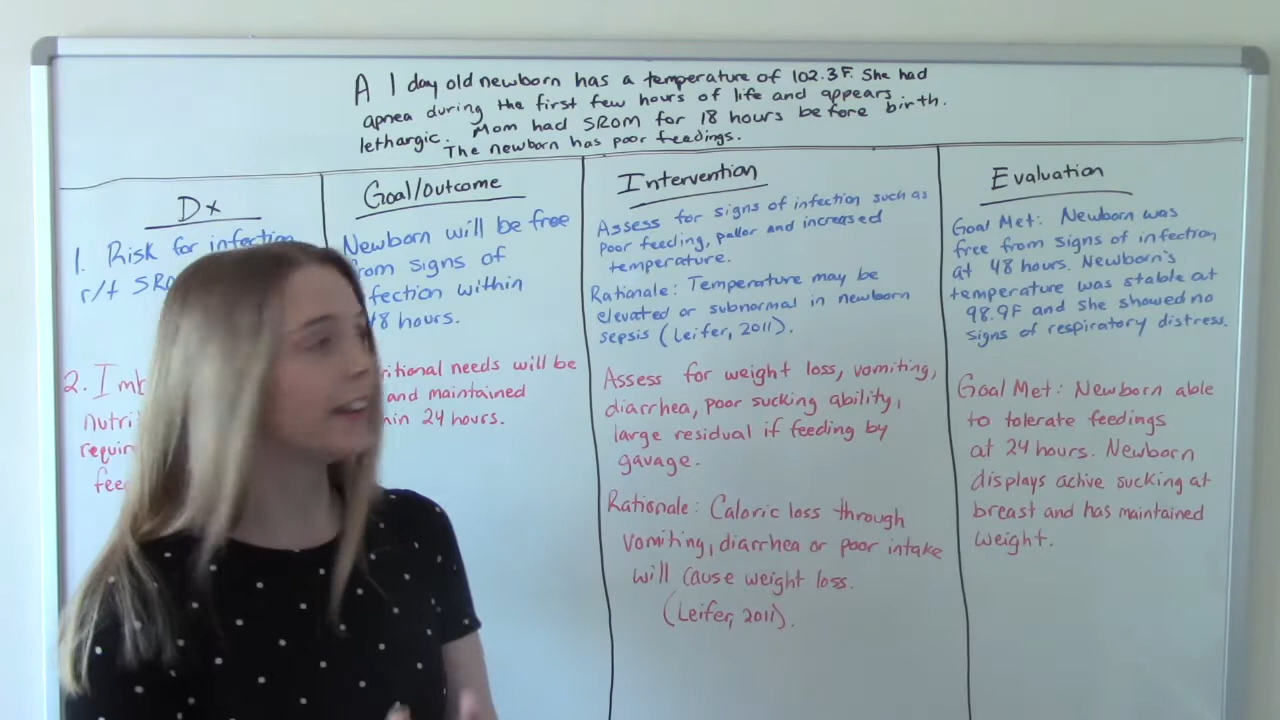 A 1 day old newborn has a temperature of 102.3F. She had
apnea during the first few hours of life and appears
lethargic. Mom had SROM for 18 hours before birth.
The newborn has poor feedings.
Dx
1. Risk for infection
r/t SRO
2. Imb
nutri
requir
fee
Goal/outcome
Newborn will be free
from signs of
fection within
48 hours.
ritional needs will be
and maintained
hin 24 hours.
Intervention
Assess for signs of infection such as
poor feeding, pallor and increased
temperature.
Rationale: Temperature may be
elevated or subnormal in newborn
sepsis (Leifer, 2011).
Assess for weight loss, vomiting,
diarrhea, poor sucking ability,
large residual if feeding by
gavage.
Rationale: Caloric loss through
vomiting, diarrhea or poor intake
will cause weight loss.
(Leifer, 2011).
Evaluation
Goal Met: Newborn was
free from signs of infection
at 48 hours. Newborn's
temperature was stable at
98.9F and she showed no
signs of respiratory distress.
Goal Met: Newborn able
to tolerate feedings
at 24 hours. Newborn
displays active sucking at
breast and has maintained
weight.